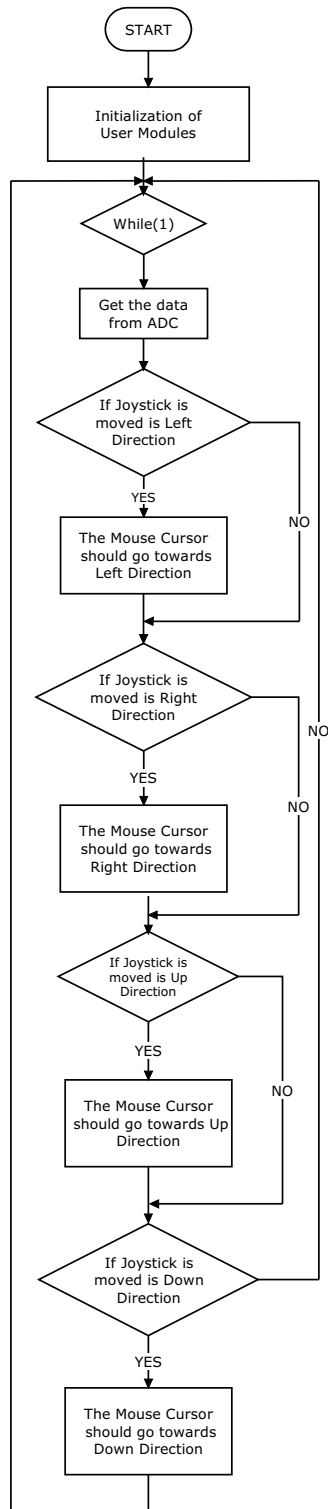 START
Initialization of
User Modules
While(1)
Get the data
from ADC
If Joystick is
moved is Left
Direction
YES
NO
The Mouse Cursor
should go towards
Left Direction
If Joystick is
moved is Right
Direction
NO
YES
NO
The Mouse Cursor
should go towards
Right Direction
If Joystick is
moved is Up
Direction
YES
NO
The Mouse Cursor
should go towards Up
Direction
If Joystick is
moved is Down
Direction
YES
The Mouse Cursor
should go towards
Down Direction